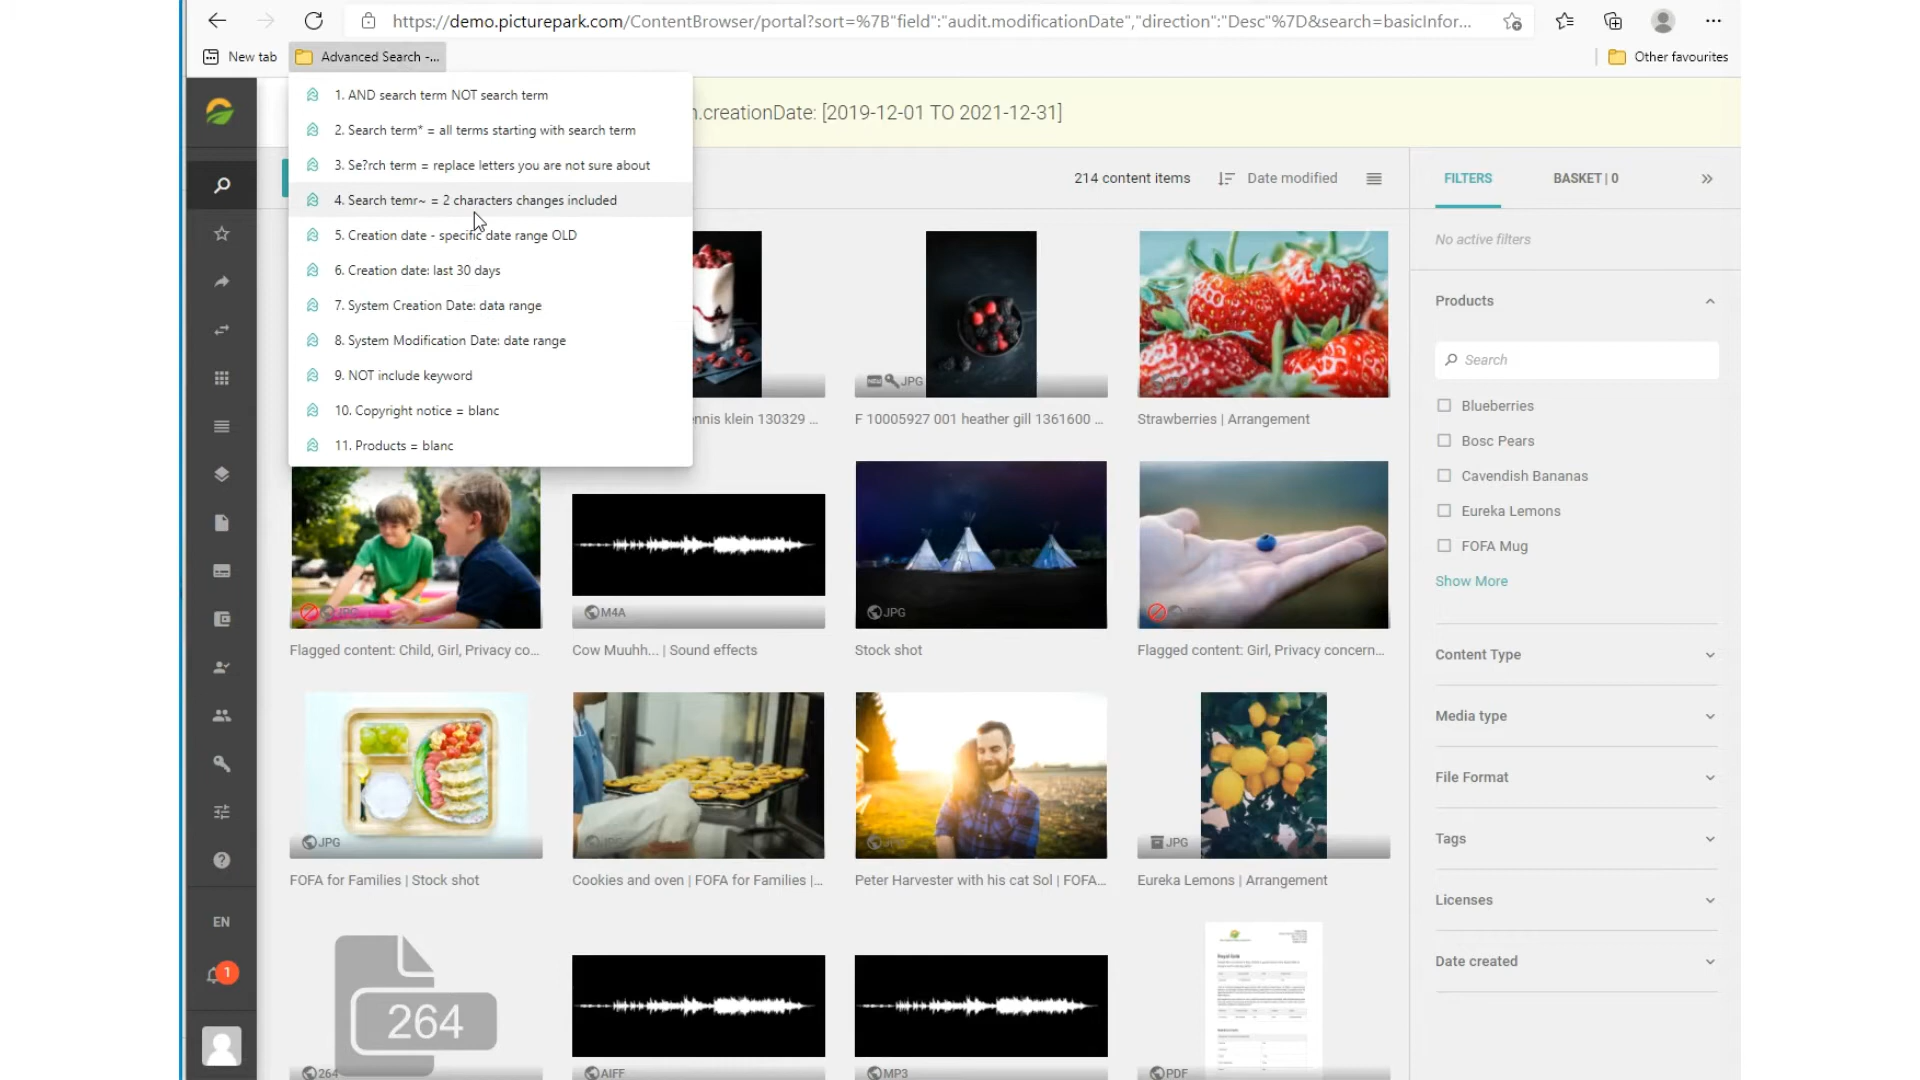 https://demo.picturepark.com/ContentBrowser/portal?sort=%7B"field":"audit.modificationDate","direction":"Desc"%7D&search=basicInfor...
New tab
Advanced Search -...
Other favourites
1. AND search term NOT search term
2. Search term* = all terms starting with search term
3. Se?rch term = replace letters you are not sure about
4. Search temr~ = 2 characters changes included
5. Creation date - specific date range OLD
6. Creation date: last 30 days
7. System Creation Date: data range
8. System Modification Date: date range
9. NOT include keyword
10. Copyright notice = blanc
11. Products = blanc
.creationDate: [2019-12-01 TO 2021-12-31]
214 content items
Date modified
FILTERS
BASKET | 0
No active filters
Products
Search
Blueberries
Bosc Pears
Cavendish Bananas
Eureka Lemons
FOFA Mug
Show More
Content Type
Media type
File Format
Tags
Licenses
Date created
JPG
nnis klein 130329 ...
F 10005927 001 heather gill 1361600 ...
Strawberries | Arrangement
JPG
M4A
JPG
Flagged content: Child, Girl, Privacy co...
Cow Muuhh... | Sound effects
Stock shot
Flagged content: Girl, Privacy concern...
JPG
JPG
FOFA for Families | Stock shot
Cookies and oven | FOFA for Families |...
Peter Harvester with his cat Sol | FOFA...
Eureka Lemons | Arrangement
264
264
AIFF
MP3
PDF
EN
1